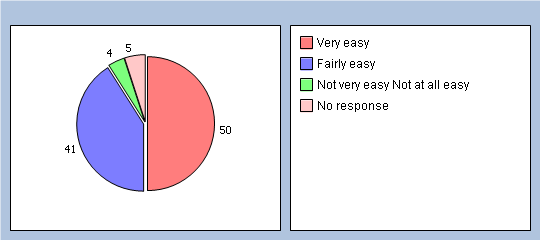 4
5
41
50
Very easy
Fairly easy
Not very easy Not at all easy
No response